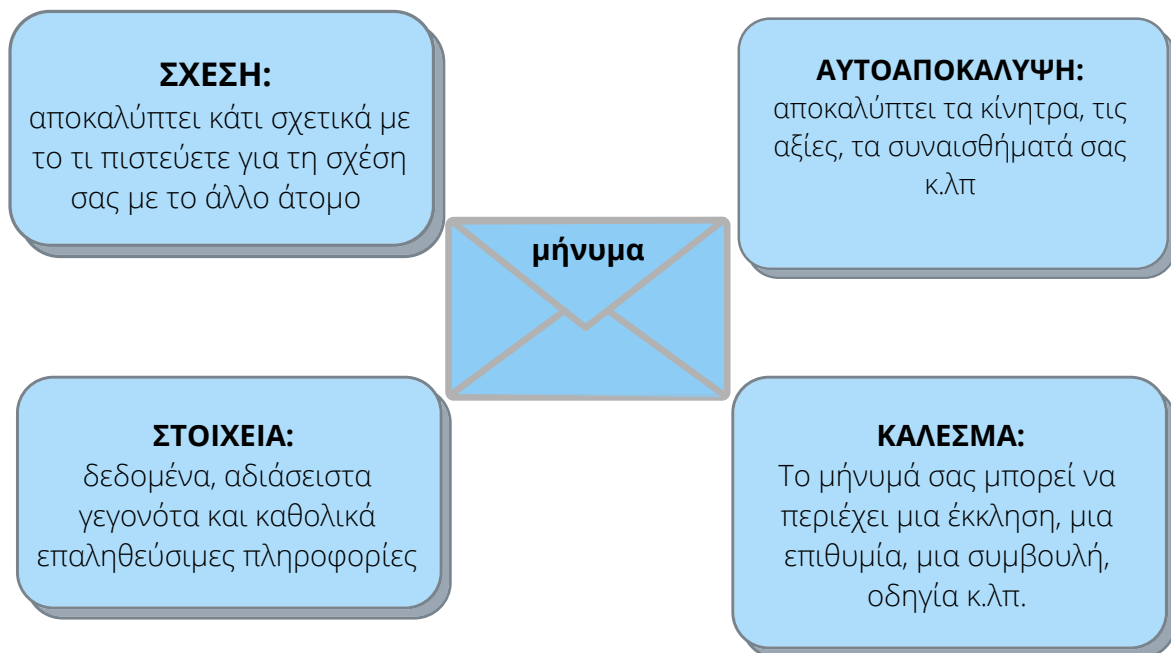 ΣΧΕΣΗ:
αποκαλύπτει κάτι σχετικά με
το τι πιστεύετε για τη σχέση
σας με το άλλο άτομο
ΑΥΤΟΑΠΟΚΑΛΥΨΗ:
αποκαλύπτει τα κίνητρα, τις
αξίες, τα συναισθήματά σας
κ.λπ
μήνυμα
ΣΤΟΙΧΕΙΑ:
δεδομένα, αδιάσειστα
γεγονότα και καθολικά
επαληθεύσιμες πληροφορίες
ΚΑΛΕΣΜΑ:
Το μήνυμά σας μπορεί να
περιέχει μια έκκληση, μια
επιθυμία, μια συμβουλή,
οδηγία κ.λπ.